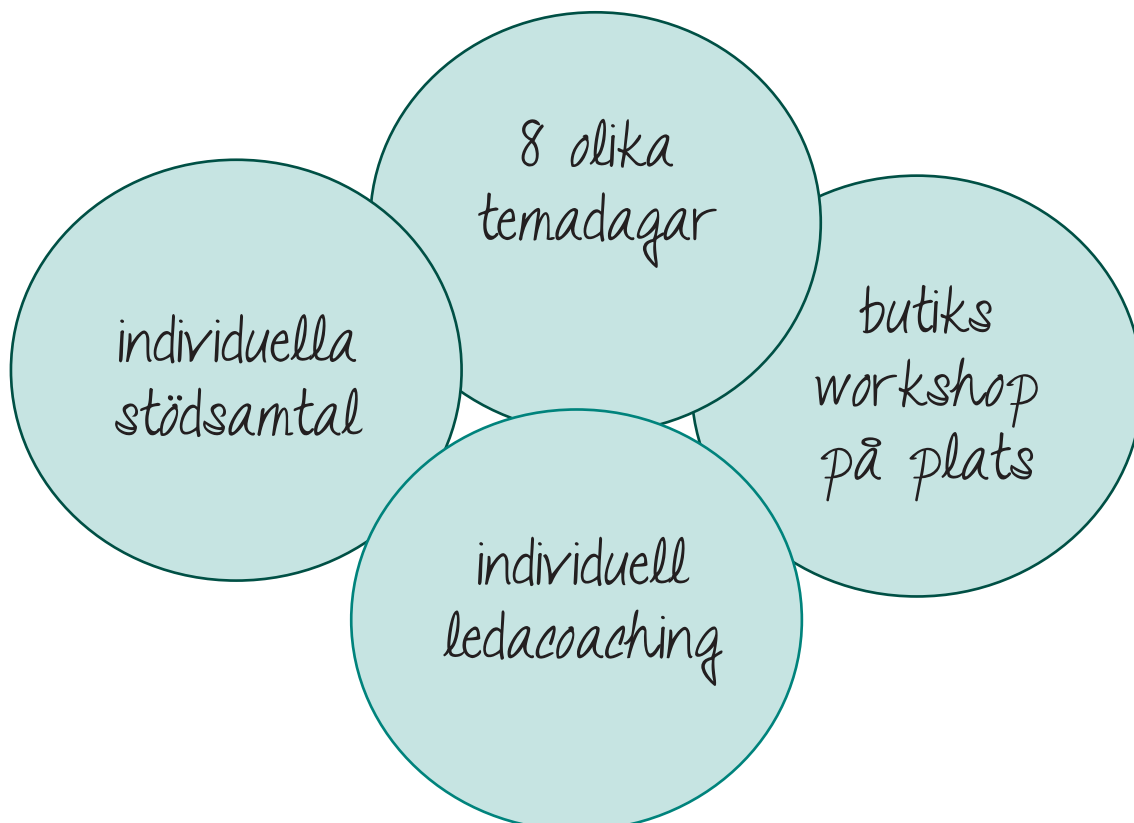 8 olika
temadagar
individuella
stödsamtal
butiks
workshop
på plats
individuell
ledacoaching